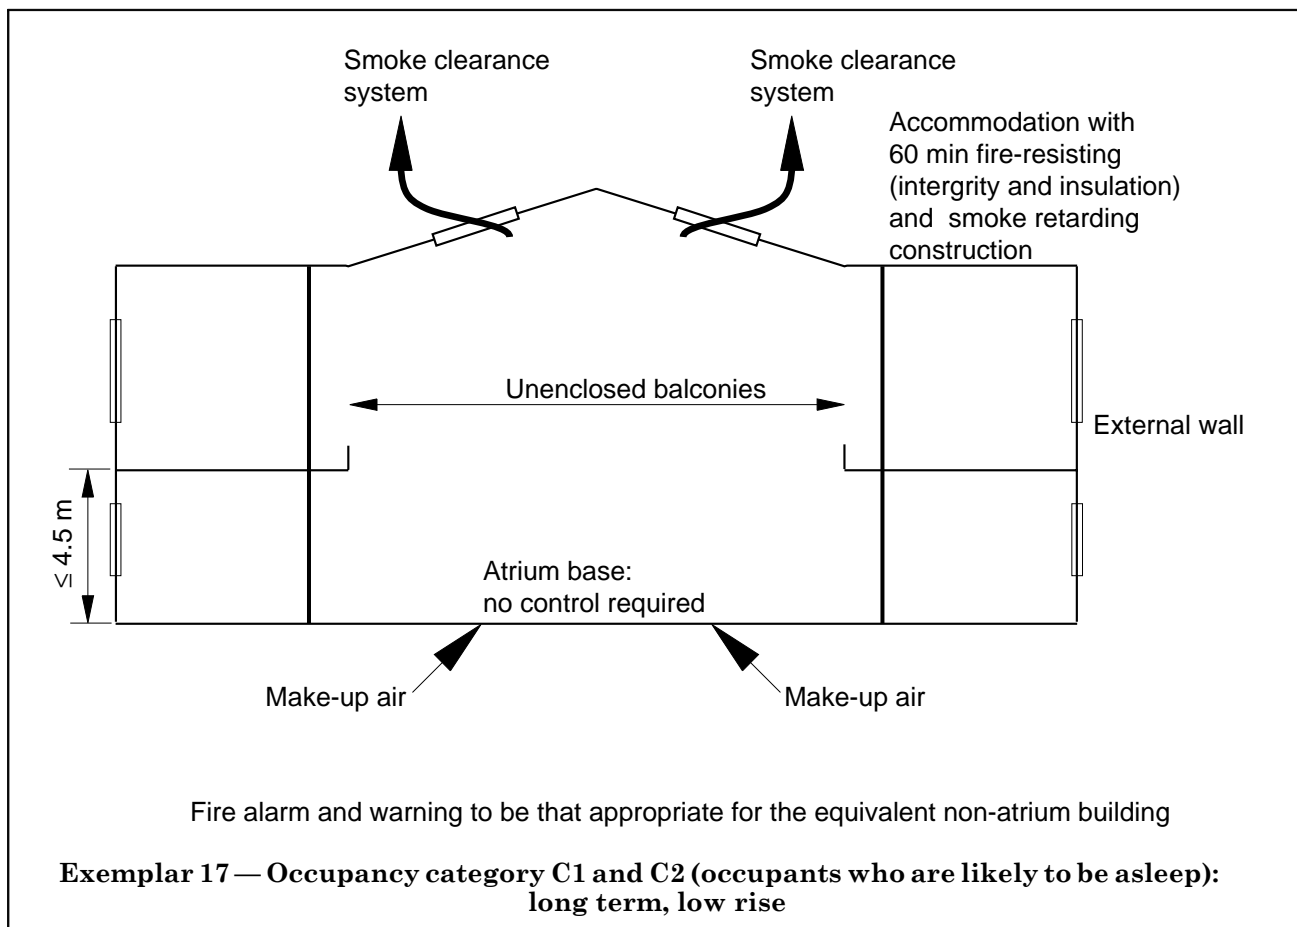 Smoke clearance
system
Smoke clearance
system
Accommodation with
60 min fire-resisting
(intergrity and insulation)
and smoke retarding
construction
Unenclosed balconies
External wall
≤ 4.5 m
Atrium base:
no control required
Make-up air
Make-up air
Fire alarm and warning to be that appropriate for the equivalent non-atrium building
Exemplar 17 — Occupancy category C1 and C2 (occupants who are likely to be asleep):
long term, low rise